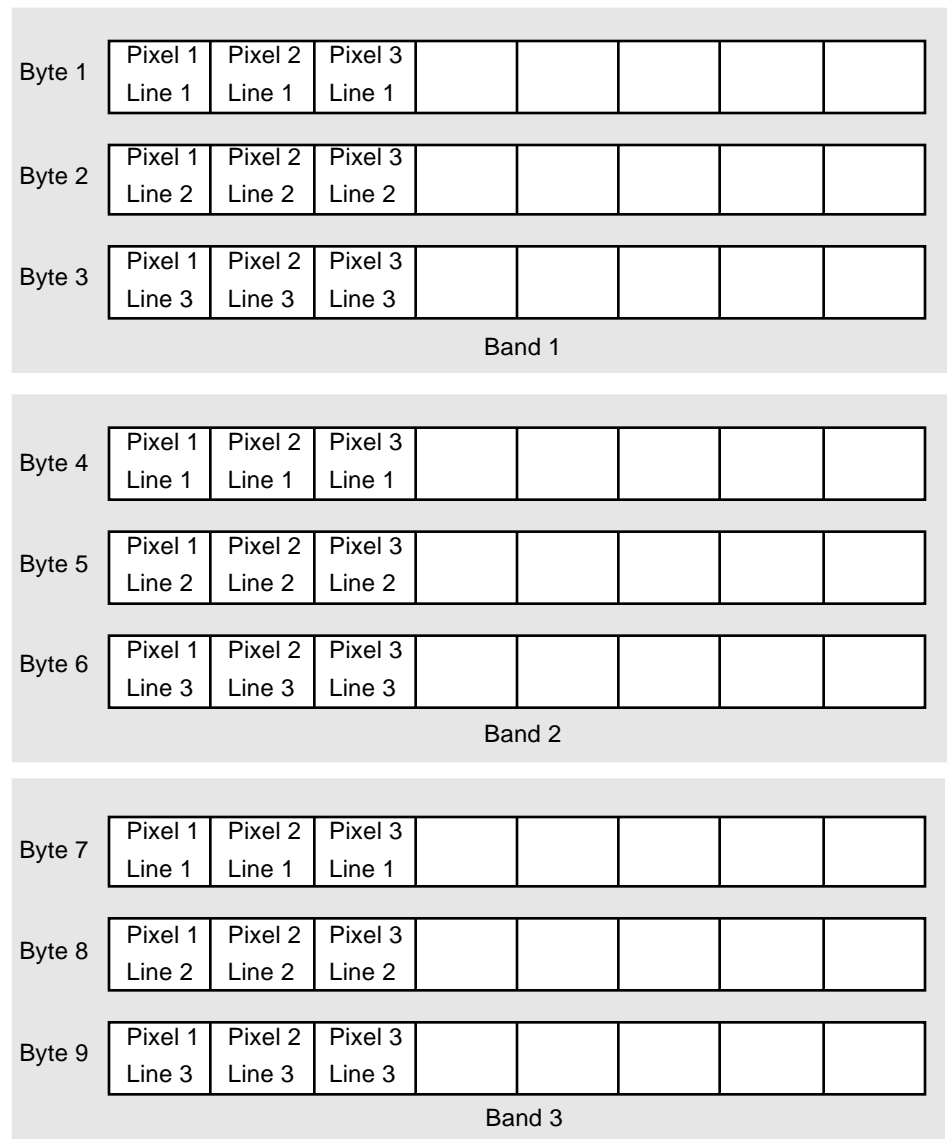 Byte 1
Pixel 1 Pixel 2 Pixel 3
Line 1 Line 1 Line 1
Byte 2
Pixel 1 Pixel 2 Pixel 3
Line 2 Line 2 Line 2
Byte 3
Pixel 1 Pixel 2 Pixel 3
Line 3 Line 3 Line 3
Band 1
Byte 4
Pixel 1 Pixel 2 Pixel 3
Line 1 Line 1 Line 1
Byte 5
Pixel 1 Pixel 2 Pixel 3
Line 2 Line 2 Line 2
Byte 6
Pixel 1 Pixel 2 Pixel 3
Line 3 Line 3 Line 3
Band 2
Byte 7
Pixel 1 Pixel 2 Pixel 3
Line 1 Line 1 Line 1
Byte 8
Pixel 1 Pixel 2 Pixel 3
Line 2 Line 2 Line 2
Byte 9
Pixel 1 Pixel 2 Pixel 3
Line 3 Line 3 Line 3
Band 3